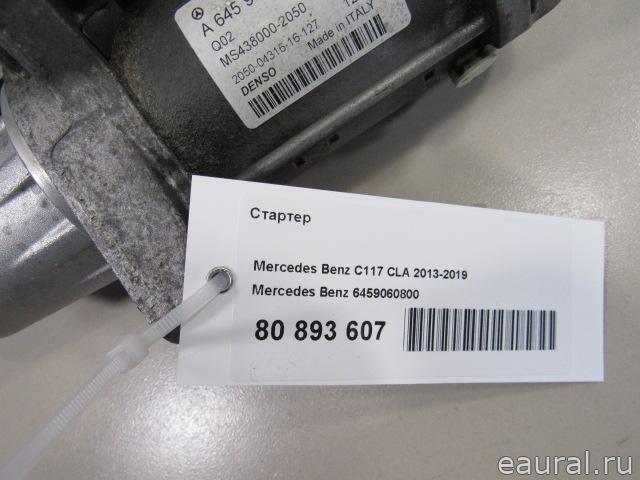 A 645 9
Q02
MS438000-2050
2050-04316-16-127
DENSO Made in ITALY
Стартер
Mercedes Benz C117 CLA 2013-2019
Mercedes Benz 6459060800
80 893 607
eaural.ru